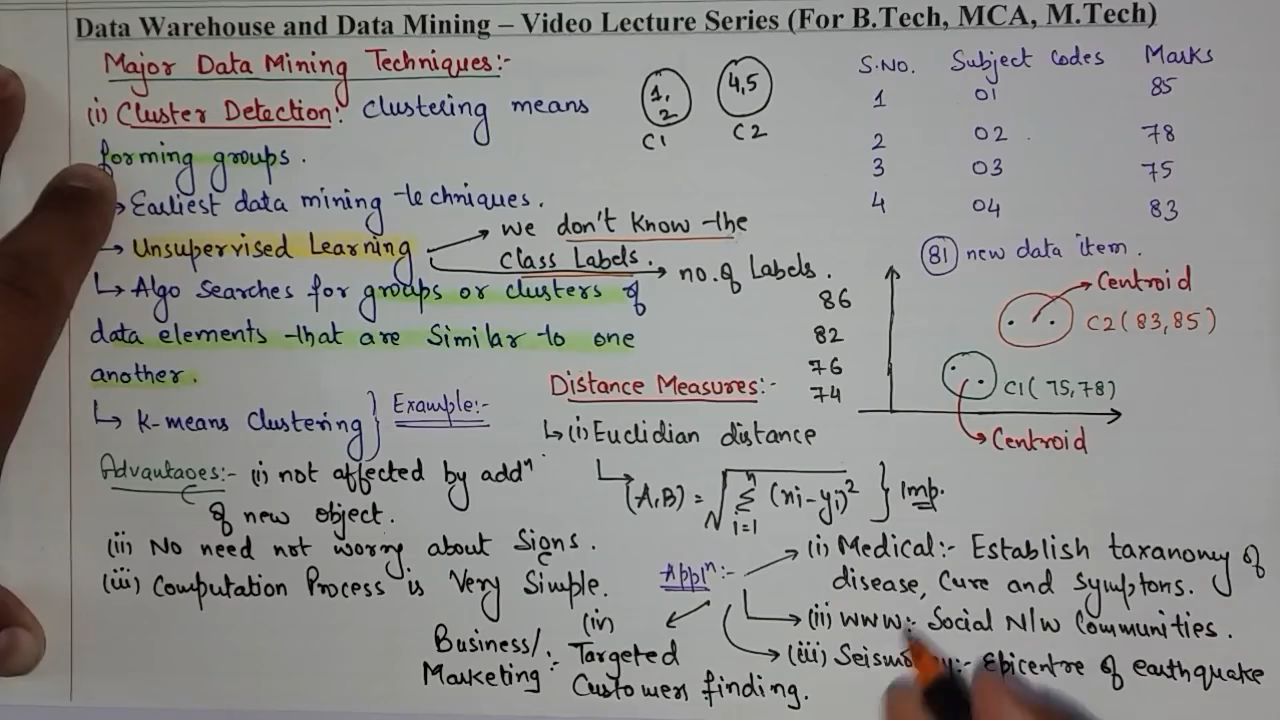 Data Warehouse and Data Mining – Video Lecture Series (For B.Tech, MCA, M.Tech)
Major Data Mining Techniques:-
(i) Cluster Detection: clustering means
forming groups.
→ Earliest data mining techniques.
→ Unsupervised Learning
→ we don't know the
class Labels.
→ no. of Labels.
↳ Algo searches for groups or clusters of
data elements that are Similar to one
another.
↳ K-means Clustering } Example:-
Advantages:- (i) not affected by addⁿ
of new object.
(ii) No need not worry about Signs.
(iii) Computation Process is Very Simple.
1,
2
C1
4,5
C2
S.No. Subject Codes Marks
1 01 85
2 02 78
3 03 75
4 04 83
81 new data item.
86
82
76
74
Centroid
C2(83,85)
C1(75,78)
Centroid
Distance Measures:-
↳ (i) Euclidian distance
(A,B) = √ n Σ i=1 (xi-yi)² } Imp.
Applⁿ:-
→ (i) Medical:- Establish taxanomy of
disease, Cure and Symptons.
→ (ii) WWW:- Social N/w Communities.
→ (iii) Seismo y:- Epicentre of earthquake
(iv)
Business/ Targeted
Marketing:- Customers finding.